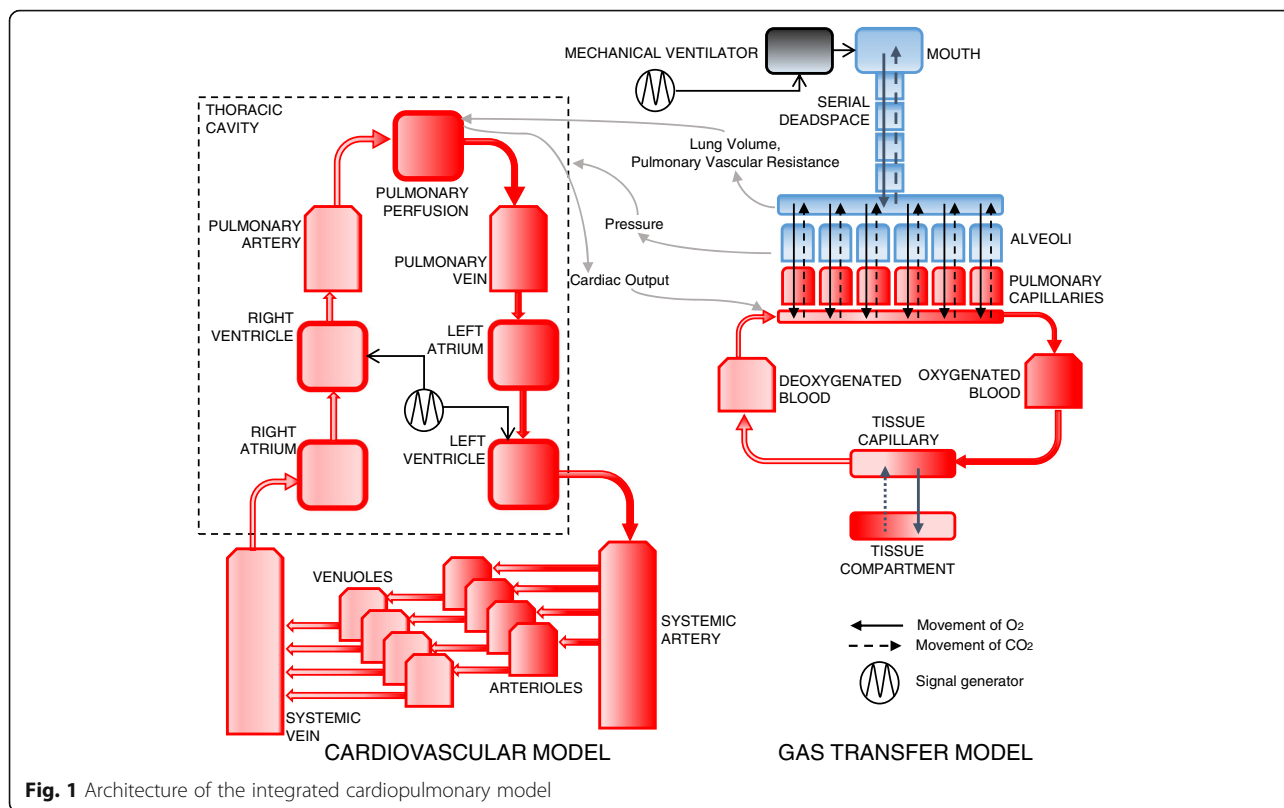 MECHANICAL VENTILATOR
MOUTH
THORACIC
CAVITY
SERIAL
DEADSPACE
Lung Volume,
Pulmonary Vascular Resistance
PULMONARY
PERFUSION
PULMONARY
ARTERY
PULMONARY
VEIN
Pressure
ALVEOLI
Cardiac Output
PULMONARY
CAPILLARIES
RIGHT
VENTRICLE
LEFT
ATRIUM
DEOXYGENATED
BLOOD
OXYGENATED
BLOOD
RIGHT
ATRIUM
LEFT
VENTRICLE
TISSUE
CAPILLARY
TISSUE
COMPARTMENT
VENUOLES
SYSTEMIC
ARTERY
ARTERIOLES
SYSTEMIC
VEIN
Movement of O2
Movement of CO2
Signal generator
CARDIOVASCULAR MODEL
GAS TRANSFER MODEL
Fig. 1 Architecture of the integrated cardiopulmonary model